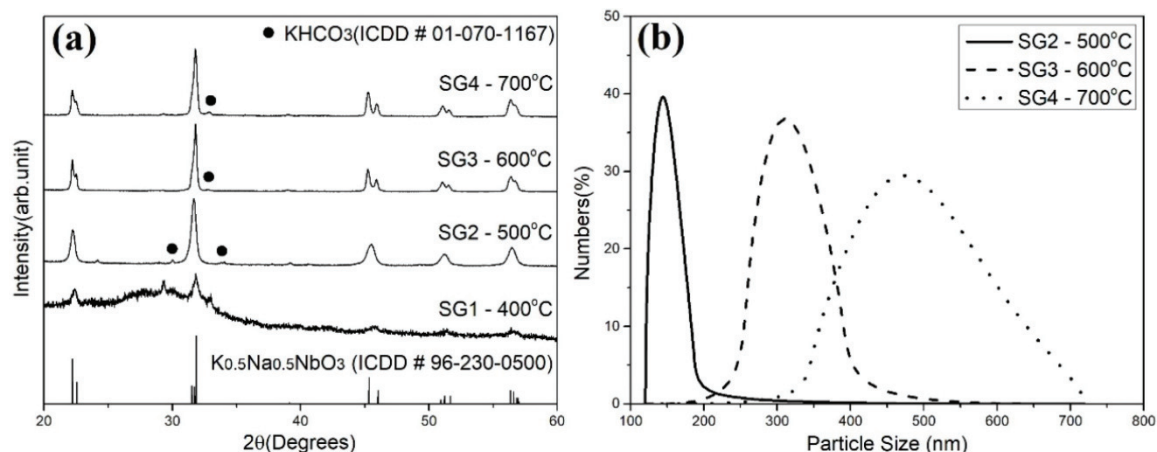 (a)
● KHCO3(ICDD # 01-070-1167)
SG4 - 700°C
SG3 - 600°C
SG2 - 500°C
SG1 - 400°C
K0.5Na0.5NbO3 (ICDD # 96-230-0500)
Intensity(arb.unit)
20 30 40 50 60
2θ(Degrees)
(b)
SG2 - 500°C
SG3 - 600°C
SG4 - 700°C
50
40
30
20
10
0
Numbers(%)
100 200 300 400 500 600 700 800
Particle Size (nm)